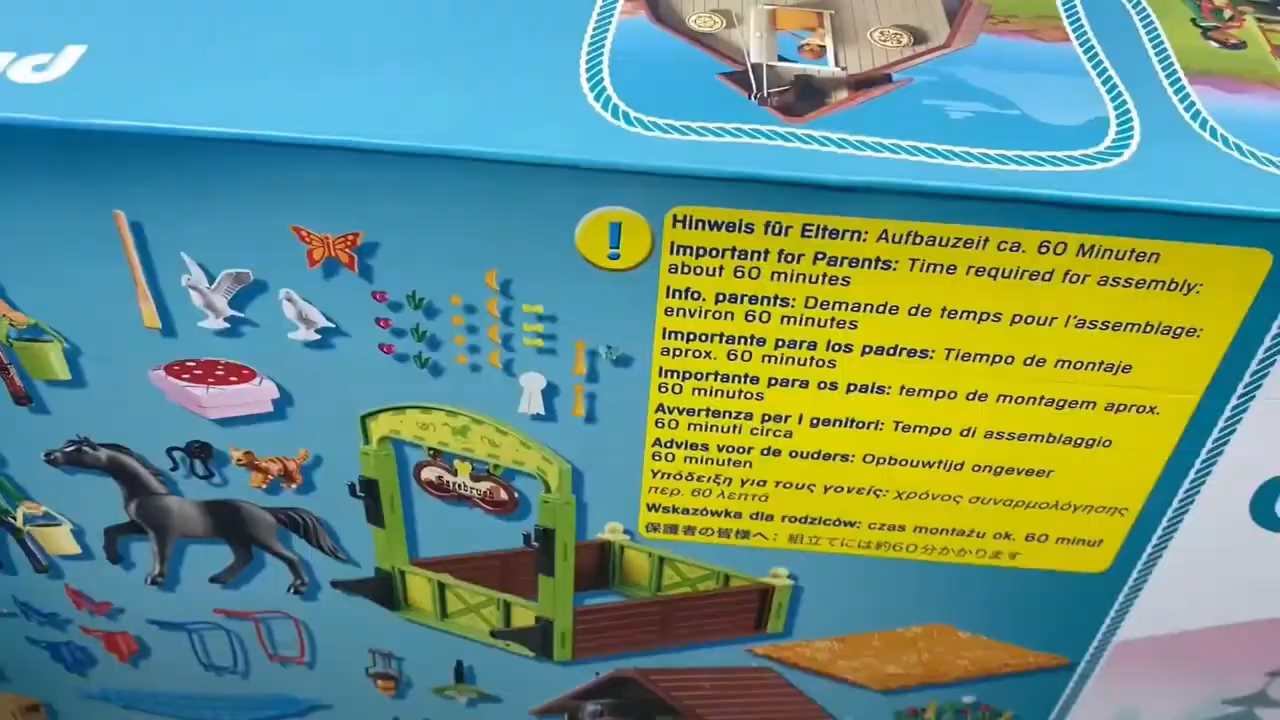 Hinweis für Eltern: Aufbauzeit ca. 60 Minuten
Important for Parents: Time required for assembly:
about 60 minutes
Info. parents: Demande de temps pour l'assemblage:
environ 60 minutes
Importante para los padres: Tiempo de montaje
aprox. 60 minutos
Importante para os pais: tempo de montagem aprox.
60 minutos
Avvertenza per i genitori: Tempo di assemblaggio
60 minuti circa
Advies voor de ouders: Opbouwtijd ongeveer
60 minuten
Υπόδειξη για τους γονείς: χρόνος συναρμολόγησης
περ. 60 λεπτά
Wskazówka dla rodziców: czas montażu ok. 60 minut
保護者の皆様へ：組立てには約60分かかります